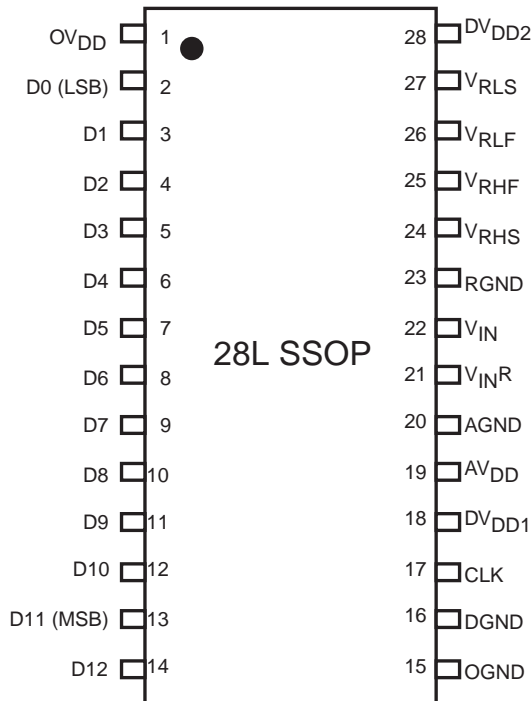 OVDD 1 28 DVDD2
D0 (LSB) 2 27 VRLS
D1 3 26 VRLF
D2 4 25 VRHF
D3 5 24 VRHS
D4 6 23 RGND
D5 7 22 VIN
28L SSOP
D6 8 21 VINR
D7 9 20 AGND
D8 10 19 AVDD
D9 11 18 DVDD1
D10 12 17 CLK
D11 (MSB) 13 16 DGND
D12 14 15 OGND